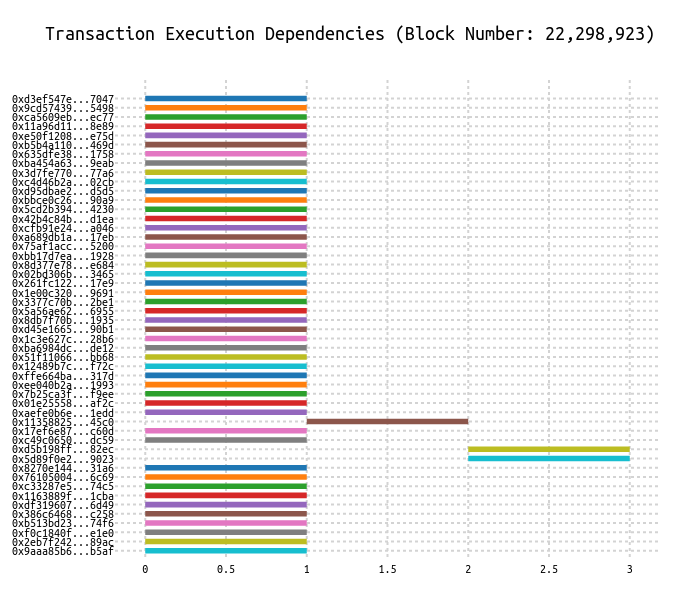 Transaction Execution Dependencies (Block Number: 22,298,923)
0xd3ef547e...7047
0x9cd57439...5498
0xca5609eb...ec77
0x11a96d11...8e89
0xe50f1208...e75d
0xb5b4a110...469d
0x635dfe38...1758
0xba454a63...9eab
0x3d7fe770...77a6
0xc4d46b2a...02cb
0xd95dbae2...d5d5
0xbbce0c26...90a9
0x5cd2b394...4230
0x42b4c84b...d1ea
0xcfb91e24...a046
0xa689db1a...17eb
0x75af1acc...5200
0xbb17d7ea...1928
0x8d377e78...e684
0x02bd306b...3465
0x261fc122...17e9
0x1e00c320...9691
0x3377c70b...2be1
0x5a56ae62...6955
0x8db7f70b...1935
0xd45e1665...90b1
0x1c3e627c...28b6
0xba6984dc...de12
0x51f11066...bb68
0x12489b7c...f72c
0xffe664ba...317d
0xee040b2a...1993
0x7b25ca3f...f9ee
0x01e25558...af2c
0xaefe0b6e...1edd
0x11358825...45c0
0x17ef6e87...c60d
0xc49c0650...dc59
0xd5b198ff...82ec
0x5d89f0e2...9023
0x8270e144...31a6
0x76105004...6c69
0xc33287e5...74c5
0x1163889f...1cba
0xdf319607...6d49
0x386c6468...c258
0xb513bd23...74f6
0xf0c1840f...e1e0
0x2eb7f242...89ac
0x9aaa85b6...b5af
0 0.5 1 1.5 2 2.5 3